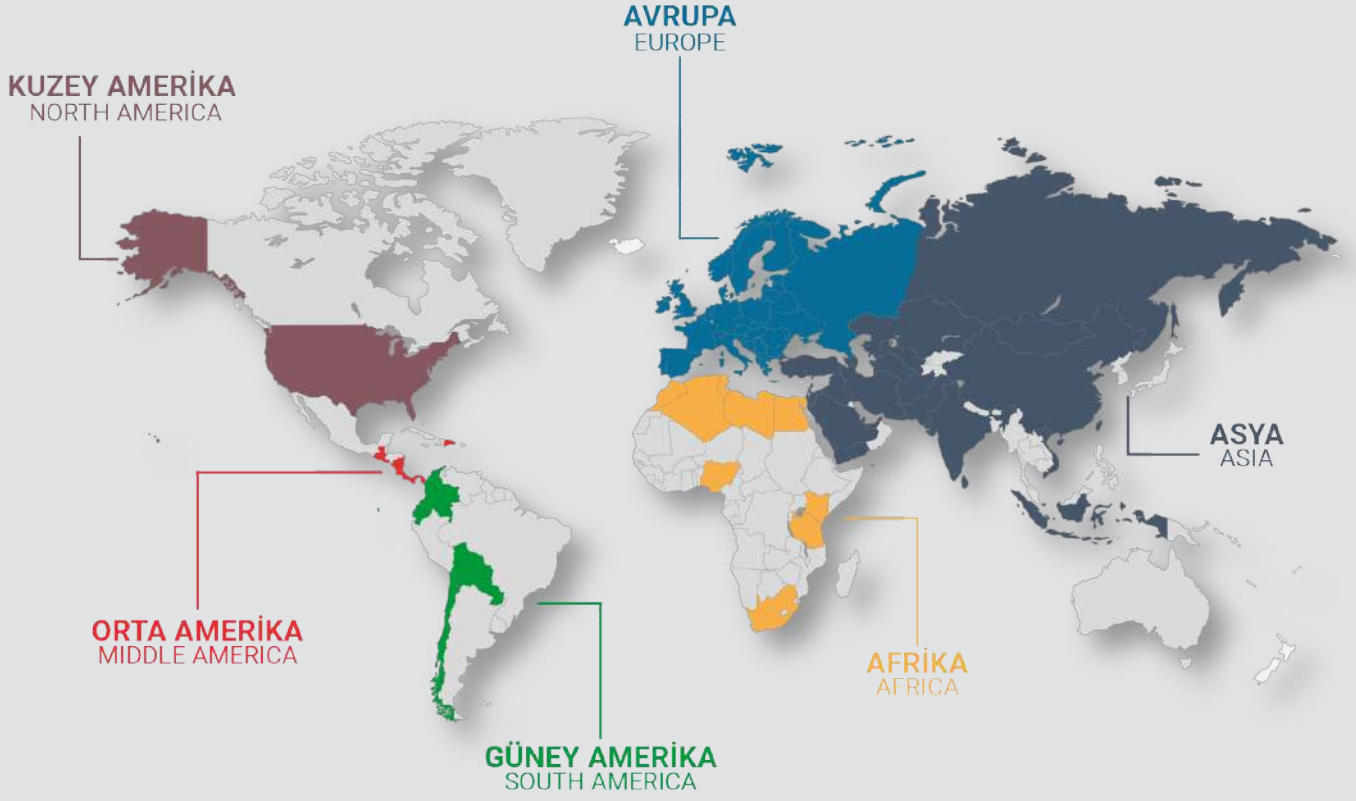 AVRUPA
EUROPE
KUZEY AMERİKA
NORTH AMERICA
ASYA
ASIA
ORTA AMERİKA
MIDDLE AMERICA
AFRİKA
AFRICA
GÜNEY AMERİKA
SOUTH AMERICA